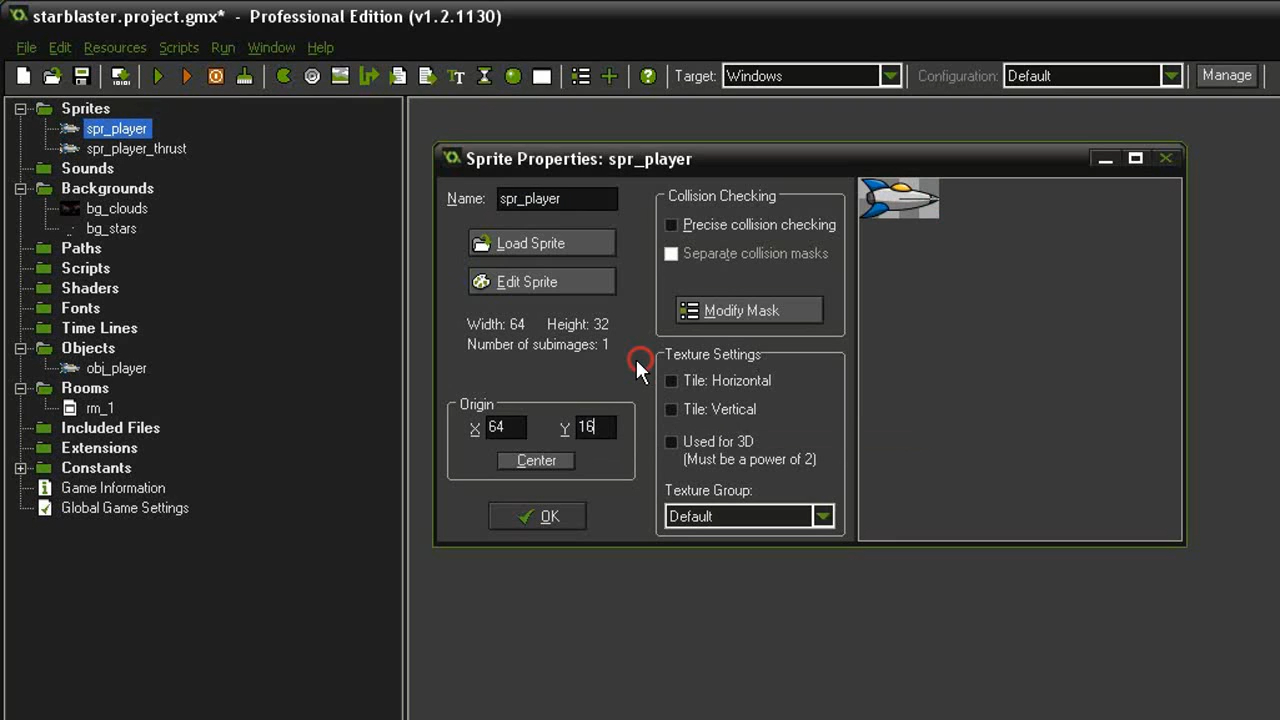 starblaster.project.gmx* - Professional Edition (v1.2.1130)
File Edit Resources Scripts Run Window Help
Target: Windows Configuration: Default Manage
Sprites
spr_player
spr_player_thrust
Sounds
Backgrounds
bg_clouds
bg_stars
Paths
Scripts
Shaders
Fonts
Time Lines
Objects
obj_player
Rooms
rm_1
Included Files
Extensions
Constants
Game Information
Global Game Settings
Sprite Properties: spr_player
Name: spr_player
Load Sprite
Edit Sprite
Width: 64 Height: 32
Number of subimages: 1
Origin
X 64 Y 16
Center
OK
Collision Checking
Precise collision checking
Separate collision masks
Modify Mask
Texture Settings
Tile: Horizontal
Tile: Vertical
Used for 3D
(Must be a power of 2)
Texture Group:
Default